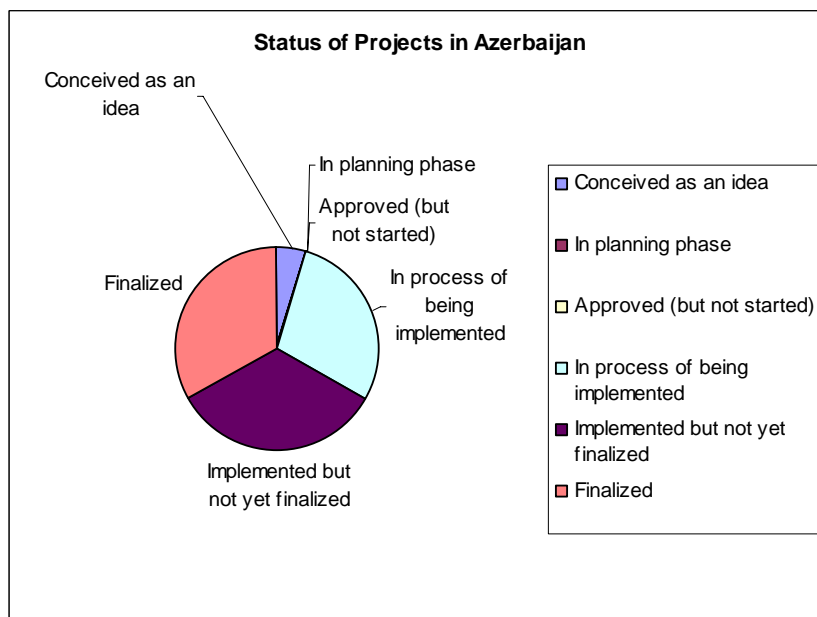 Status of Projects in Azerbaijan
Conceived as an
idea
In planning phase
Approved (but
not started)
In process of
being
implemented
Implemented but
not yet finalized
Finalized
Conceived as an idea
In planning phase
Approved (but not started)
In process of being
implemented
Implemented but not yet
finalized
Finalized